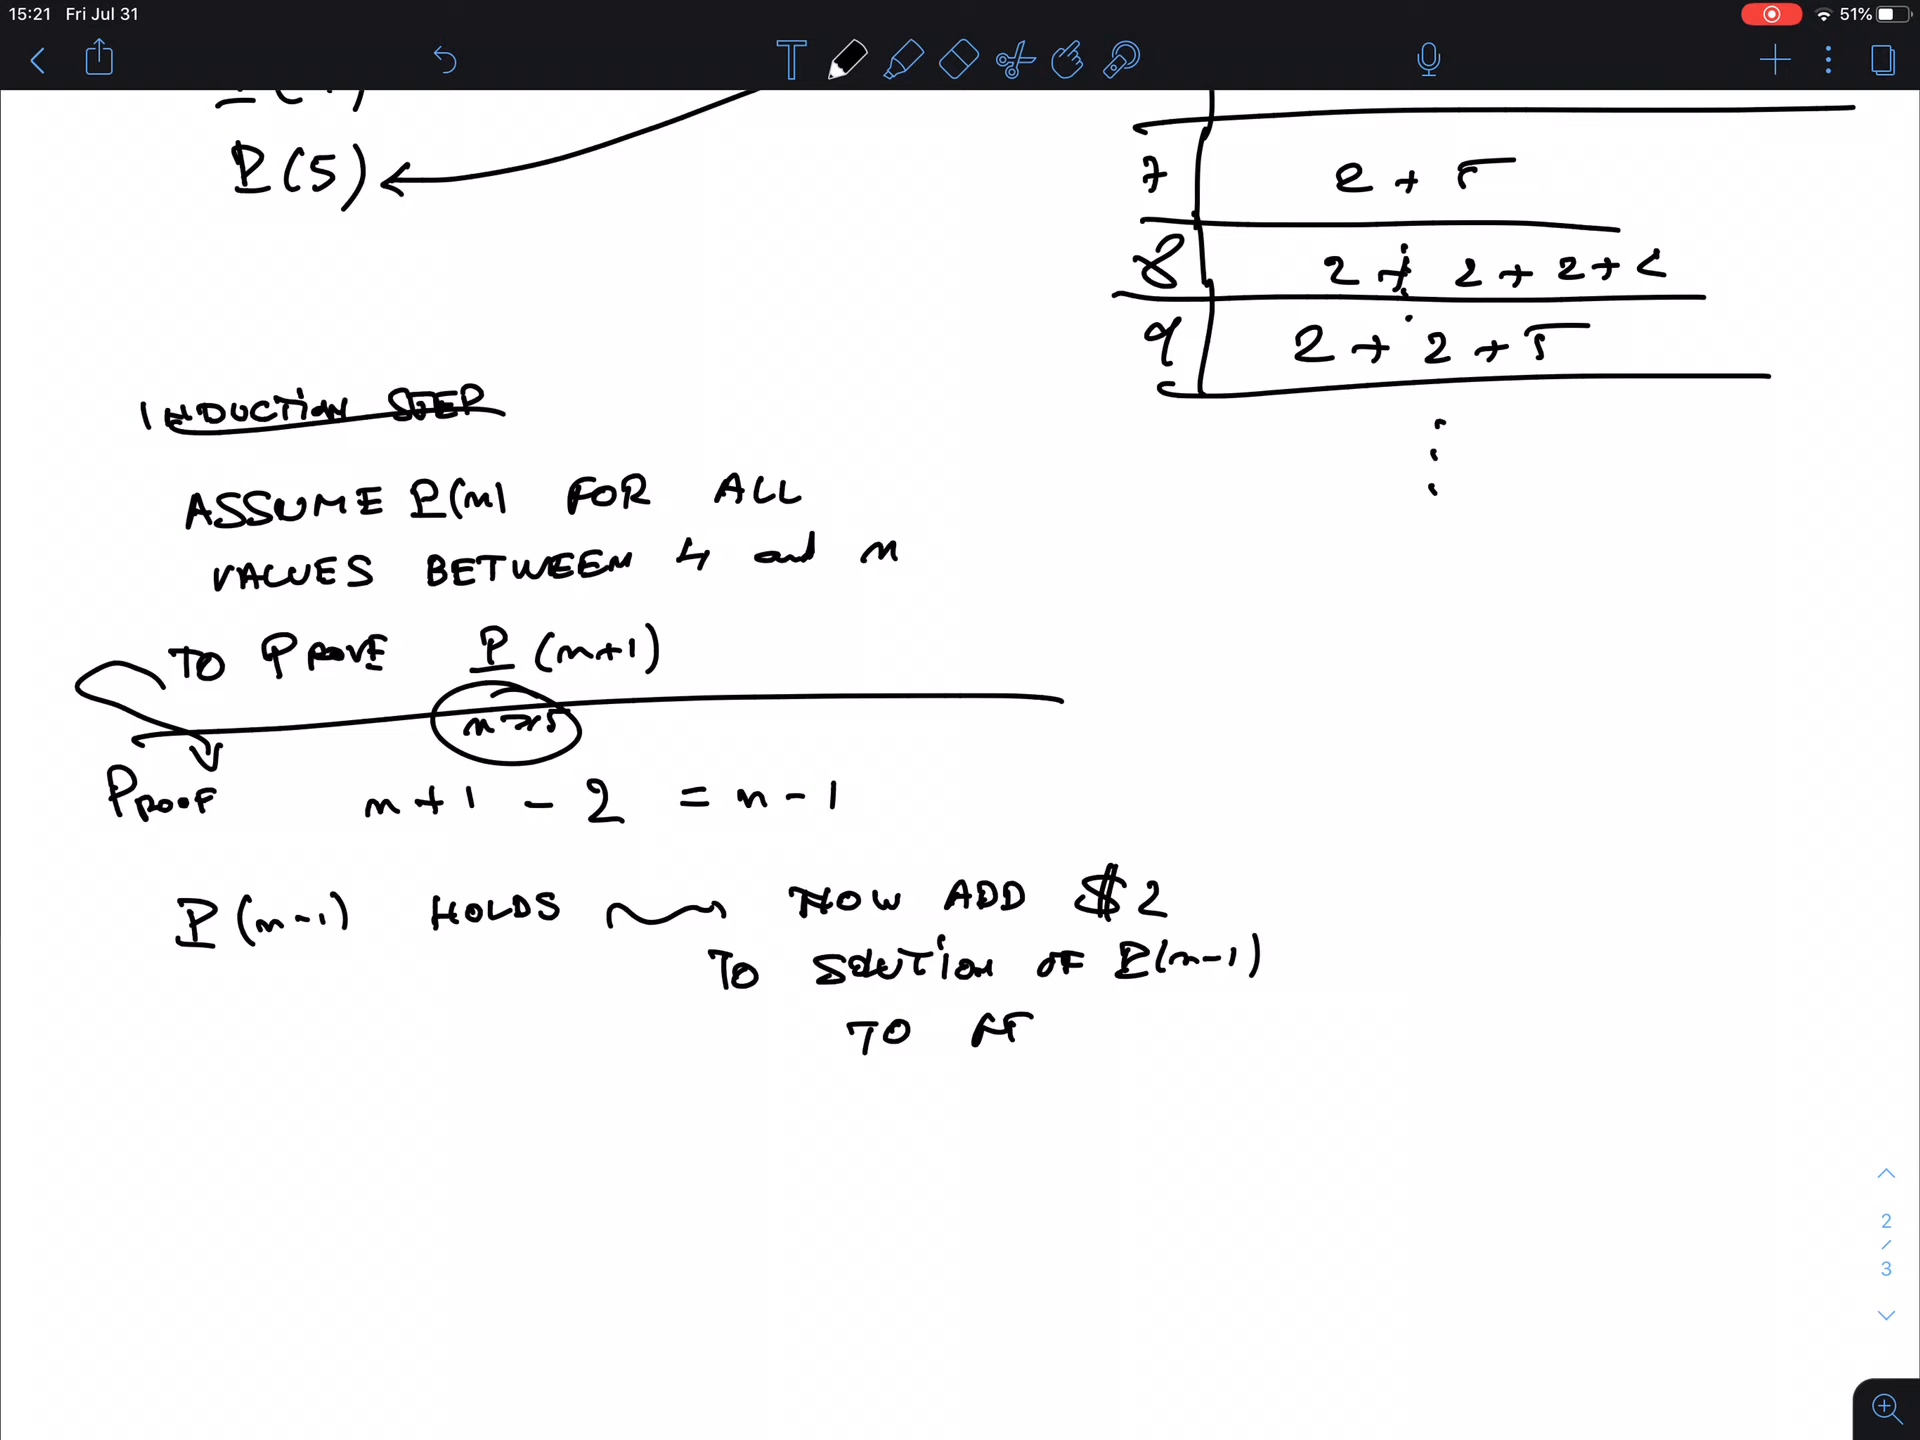 15:21 Fri Jul 31
51%
P(5)
7 2 + 5
8 2 + 2 + 2 + 2
9 2 + 2 + 5
INDUCTION STEP
ASSUME P(n) FOR ALL
VALUES BETWEEN 4 and n
TO PROVE P(n+1)
n ≥ 5
PROOF n + 1 - 2 = n - 1
P(n-1) HOLDS NOW ADD $2
TO SOLUTION OF P(n-1)
TO
2
/
3